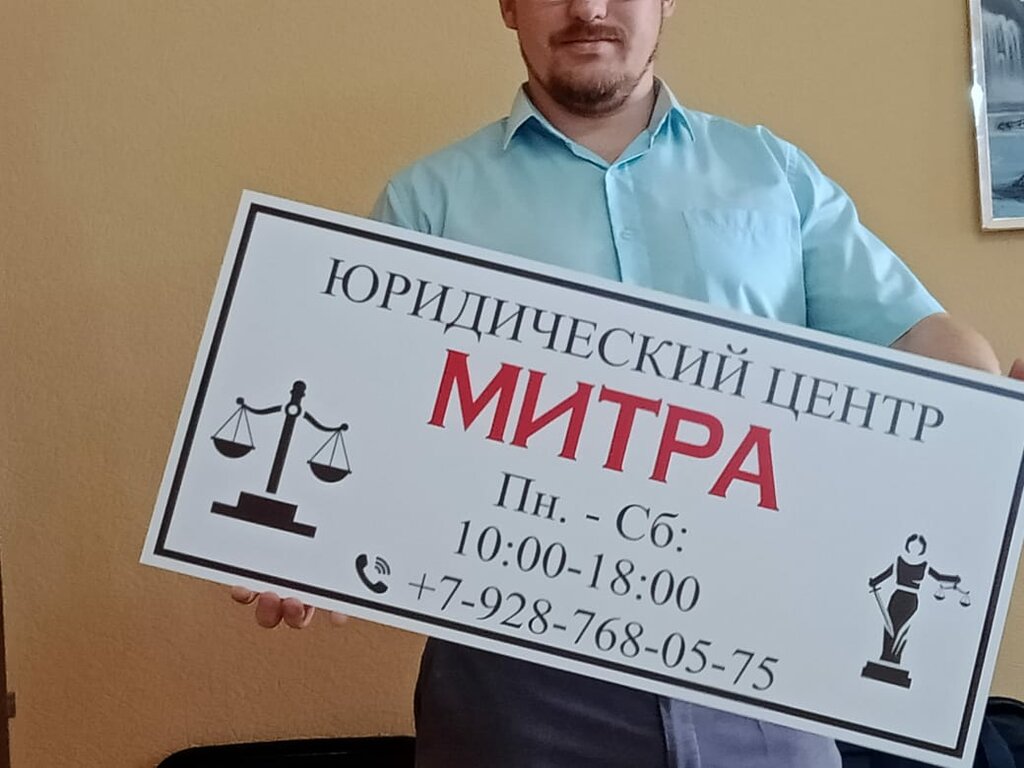 ЮРИДИЧЕСКИЙ ЦЕНТР
МИТРА
Пн. - Сб:
10:00-18:00
+7-928-768-05-75